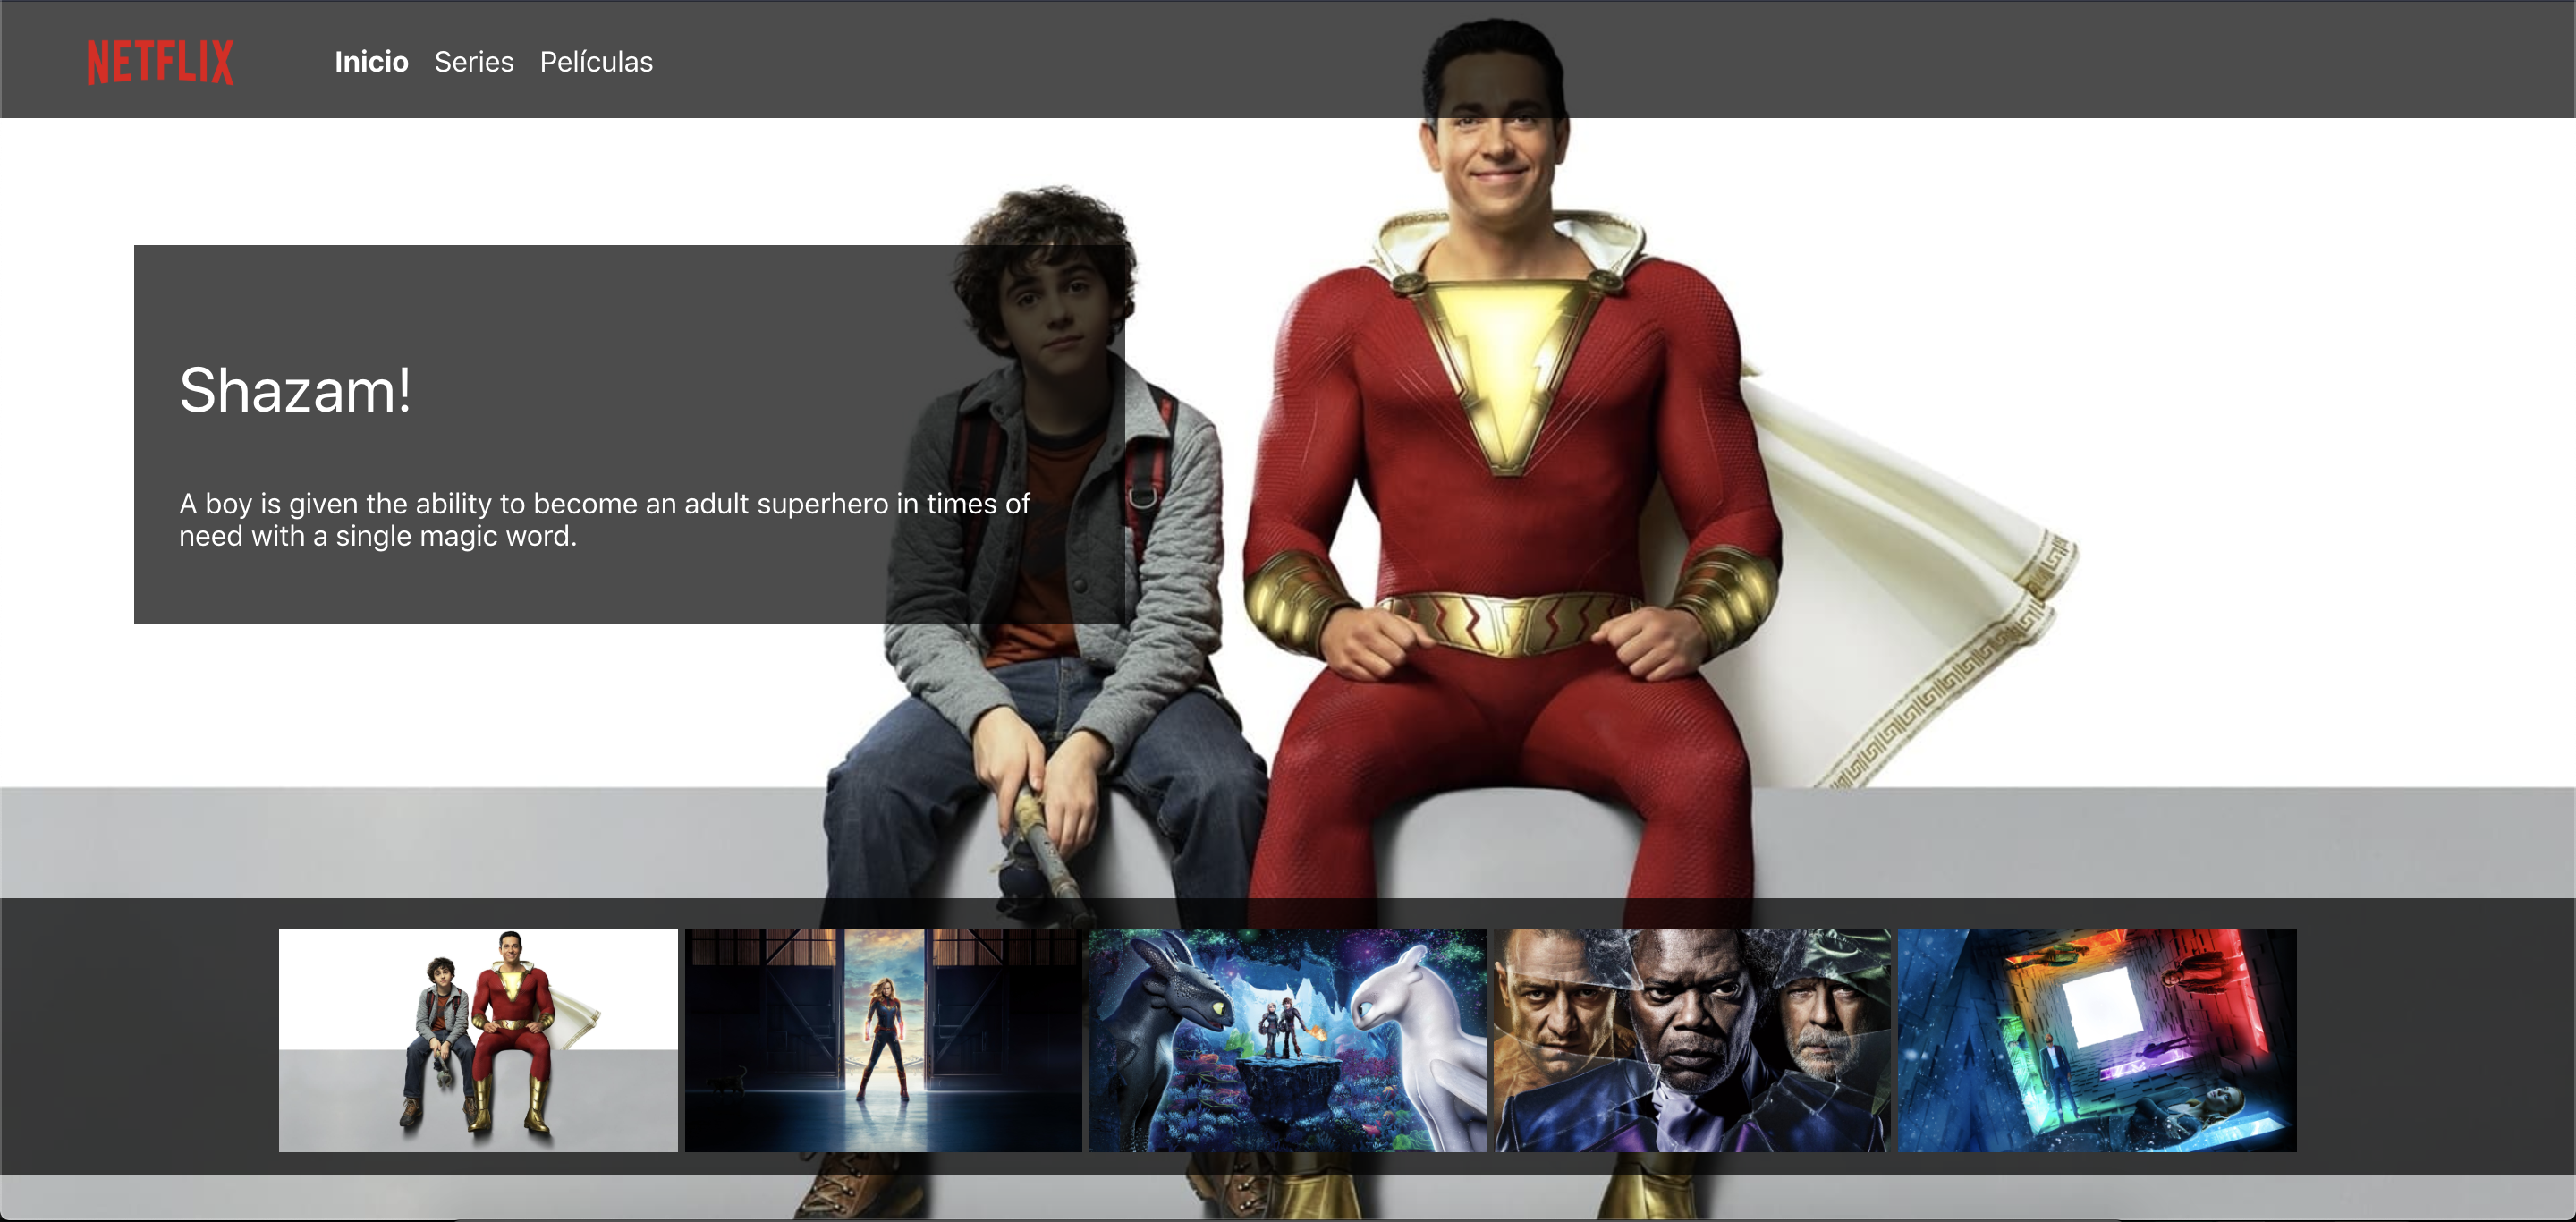 NETFLIX
Inicio Series Películas
Shazam!
A boy is given the ability to become an adult superhero in times of
need with a single magic word.